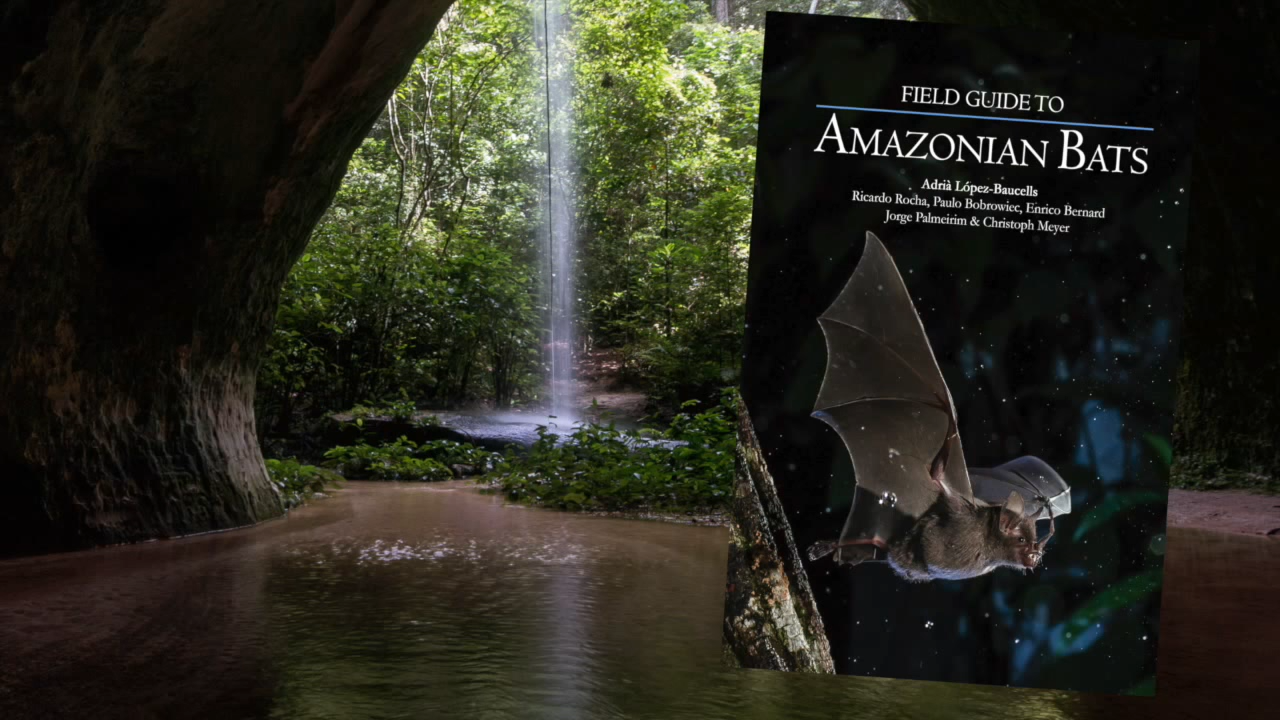 FIELD GUIDE TO
AMAZONIAN BATS
Adrià López-Baucells
Ricardo Rocha, Paulo Bobrowiec, Enrico Bernard
Jorge Palmeirim & Christoph Meyer